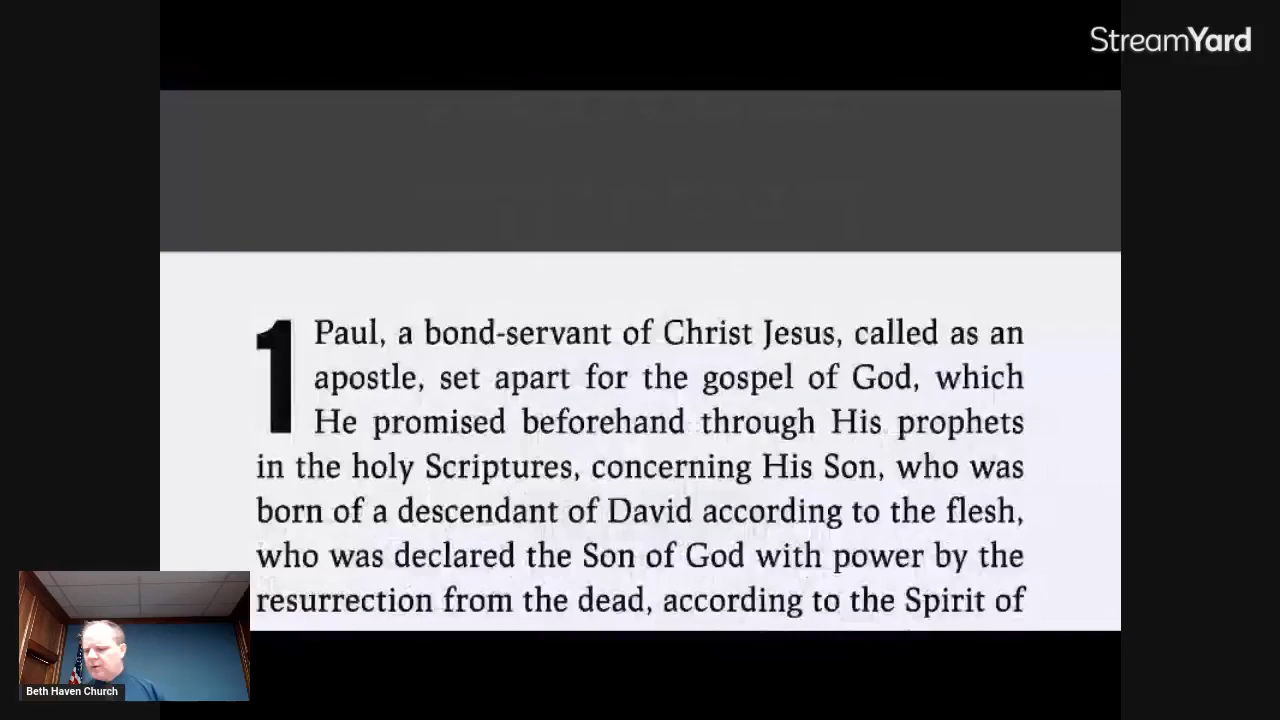 StreamYard
1 Paul, a bond-servant of Christ Jesus, called as an
apostle, set apart for the gospel of God, which
He promised beforehand through His prophets
in the holy Scriptures, concerning His Son, who was
born of a descendant of David according to the flesh,
who was declared the Son of God with power by the
resurrection from the dead, according to the Spirit of
Beth Haven Church